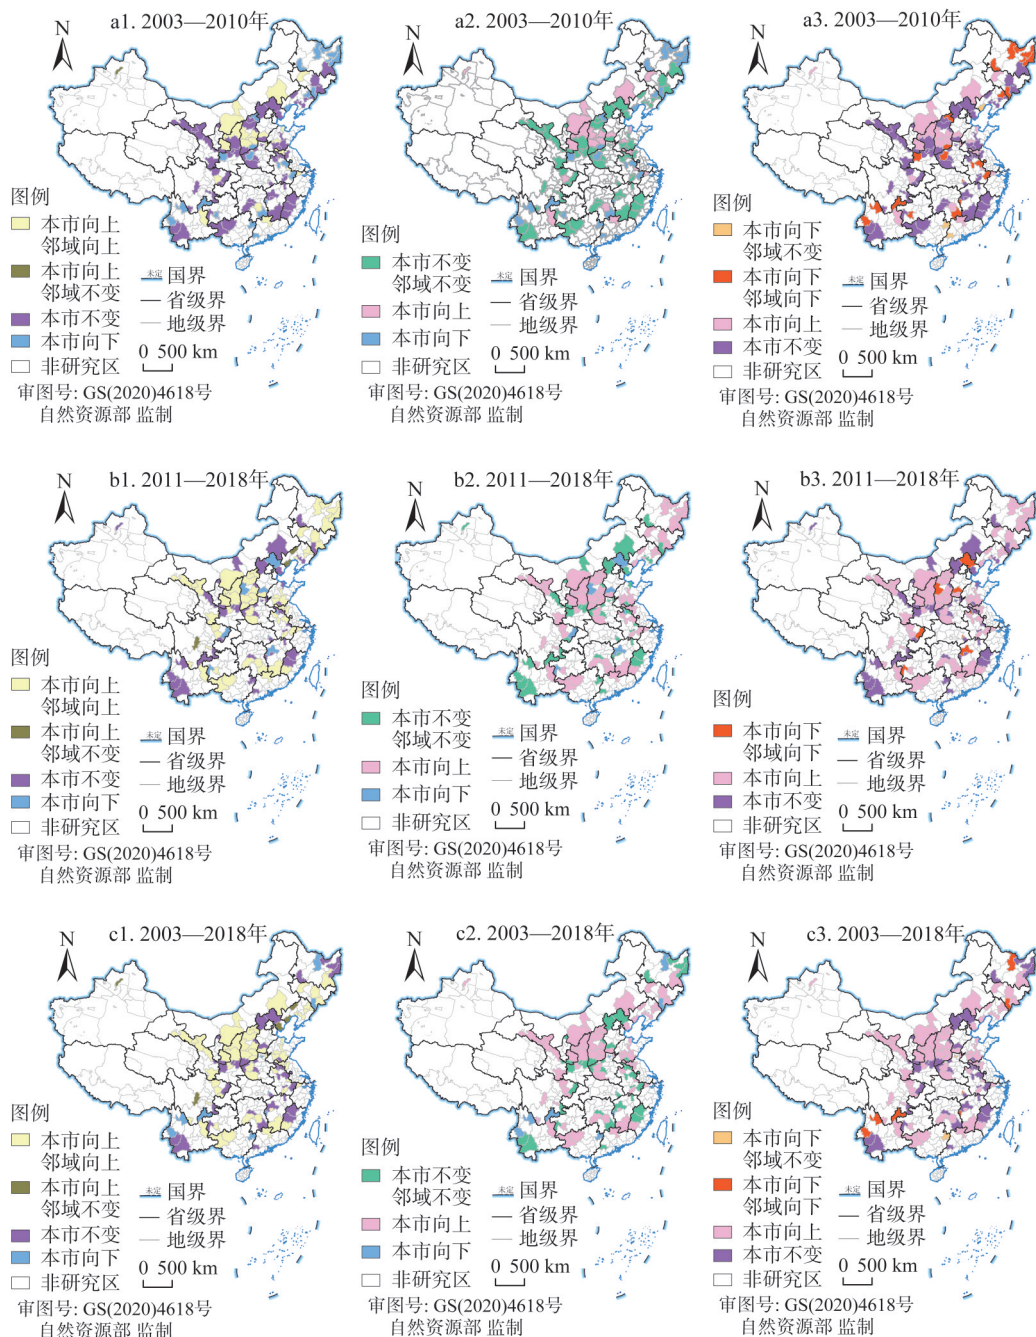 a1. 2003—2010年
N
图例
本市向上
邻域向上
本市向上
邻域不变
本市不变
本市向下
非研究区
未定 国界
省级界
地级界
0 500 km
审图号: GS(2020)4618号
自然资源部 监制
a2. 2003—2010年
N
图例
本市不变
邻域不变
本市向上
本市向下
非研究区
未定 国界
省级界
地级界
0 500 km
审图号: GS(2020)4618号
自然资源部 监制
a3. 2003—2010年
N
图例
本市向下
邻域不变
本市向下
邻域向下
本市向上
本市不变
非研究区
未定 国界
省级界
地级界
0 500 km
审图号: GS(2020)4618号
自然资源部 监制
b1. 2011—2018年
N
图例
本市向上
邻域向上
本市向上
邻域不变
本市不变
本市向下
非研究区
未定 国界
省级界
地级界
0 500 km
审图号: GS(2020)4618号
自然资源部 监制
b2. 2011—2018年
N
图例
本市不变
邻域不变
本市向上
本市向下
非研究区
未定 国界
省级界
地级界
0 500 km
审图号: GS(2020)4618号
自然资源部 监制
b3. 2011—2018年
N
图例
本市向下
邻域向下
本市向上
本市不变
非研究区
未定 国界
省级界
地级界
0 500 km
审图号: GS(2020)4618号
自然资源部 监制
c1. 2003—2018年
N
图例
本市向上
邻域向上
本市向上
邻域不变
本市不变
本市向下
非研究区
未定 国界
省级界
地级界
0 500 km
审图号: GS(2020)4618号
自然资源部 监制
c2. 2003—2018年
N
图例
本市不变
邻域不变
本市向上
本市向下
非研究区
未定 国界
省级界
地级界
0 500 km
审图号: GS(2020)4618号
自然资源部 监制
c3. 2003—2018年
N
图例
本市向下
邻域不变
本市向下
邻域向下
本市向上
本市不变
非研究区
未定 国界
省级界
地级界
0 500 km
审图号: GS(2020)4618号
自然资源部 监制